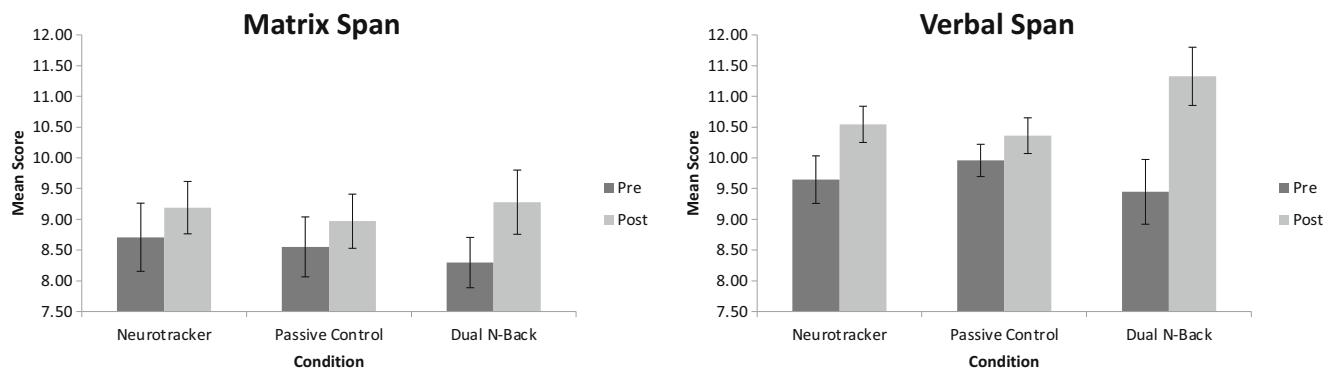 Matrix Span
12.00
11.50
11.00
10.50
10.00
9.50
9.00
8.50
8.00
7.50
Mean Score
Neurotracker
Passive Control
Dual N-Back
Condition
Pre
Post
Verbal Span
12.00
11.50
11.00
10.50
10.00
9.50
9.00
8.50
8.00
7.50
Mean Score
Neurotracker
Passive Control
Dual N-Back
Condition
Pre
Post